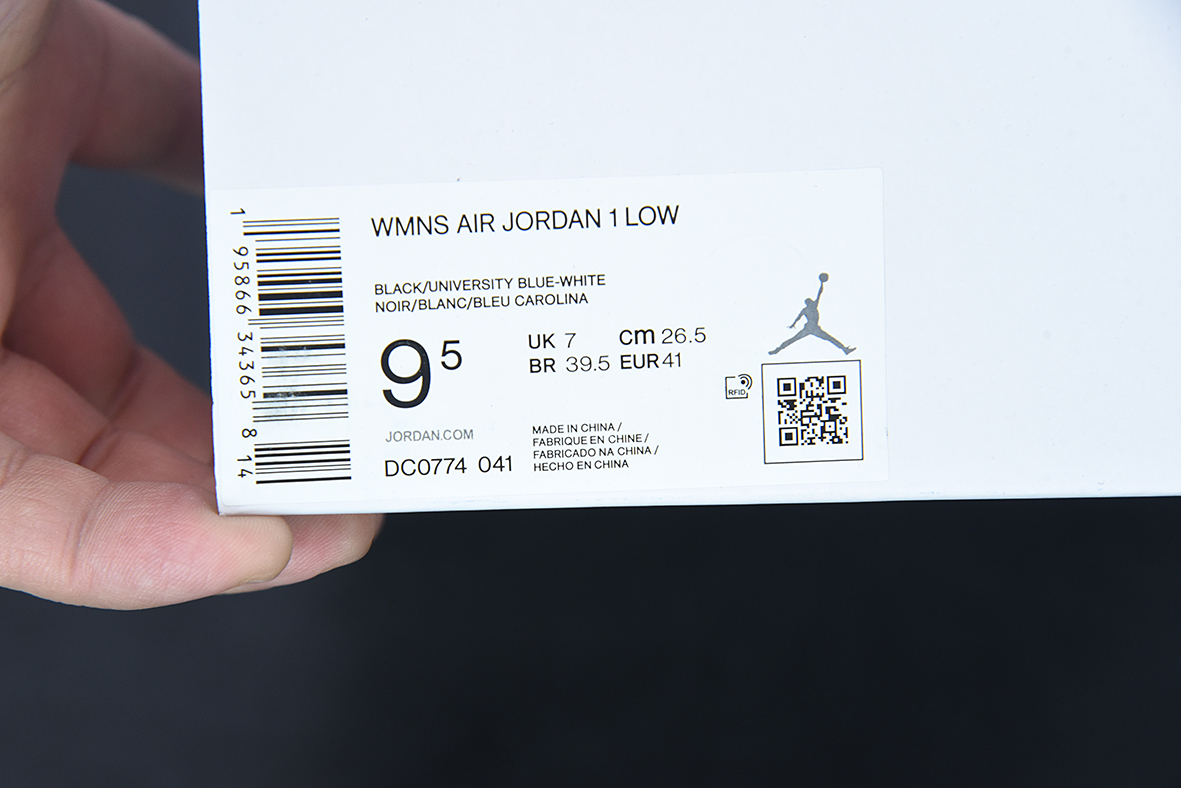 WMNS AIR JORDAN 1 LOW
BLACK/UNIVERSITY BLUE-WHITE
NOIR/BLANC/BLEU CAROLINA
9 5
UK 7 cm 26.5
BR 39.5 EUR 41
RFID
JORDAN.COM
DC0774 041
MADE IN CHINA /
FABRIQUE EN CHINE /
FABRICADO NA CHINA /
HECHO EN CHINA
1 95866 34365 8 14